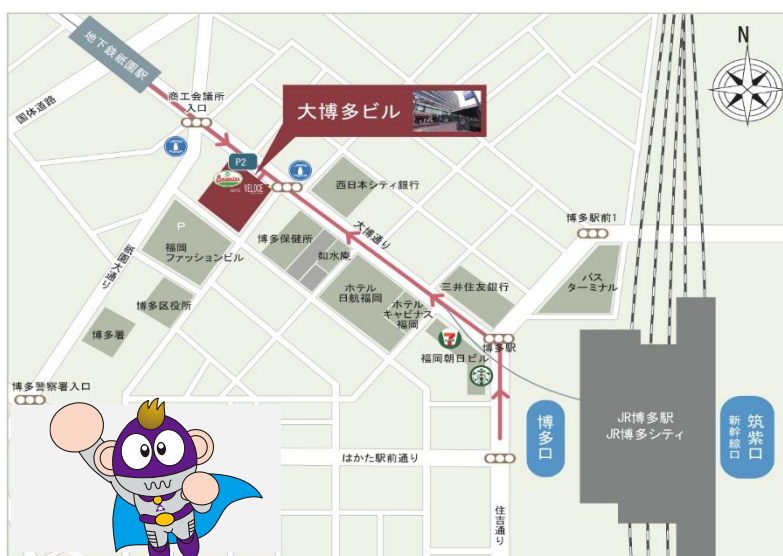 地下鉄祇園駅
国体道路
商工会議所
入口
大博多ビル
N
P2
VELOCE
西日本シティ銀行
博多駅前1
P
福岡
ファッションビル
博多保健所
如水庵
大博通り
祇園大通り
博多区役所
博多署
ホテル
日航福岡
ホテル
キャビナス
福岡
三井住友銀行
バス
ターミナル
博多駅
7
福岡朝日ビル
博多警察署入口
はかた駅前通り
住吉通り
博多口
JR博多駅
JR博多シティ
筑紫口
新幹線口